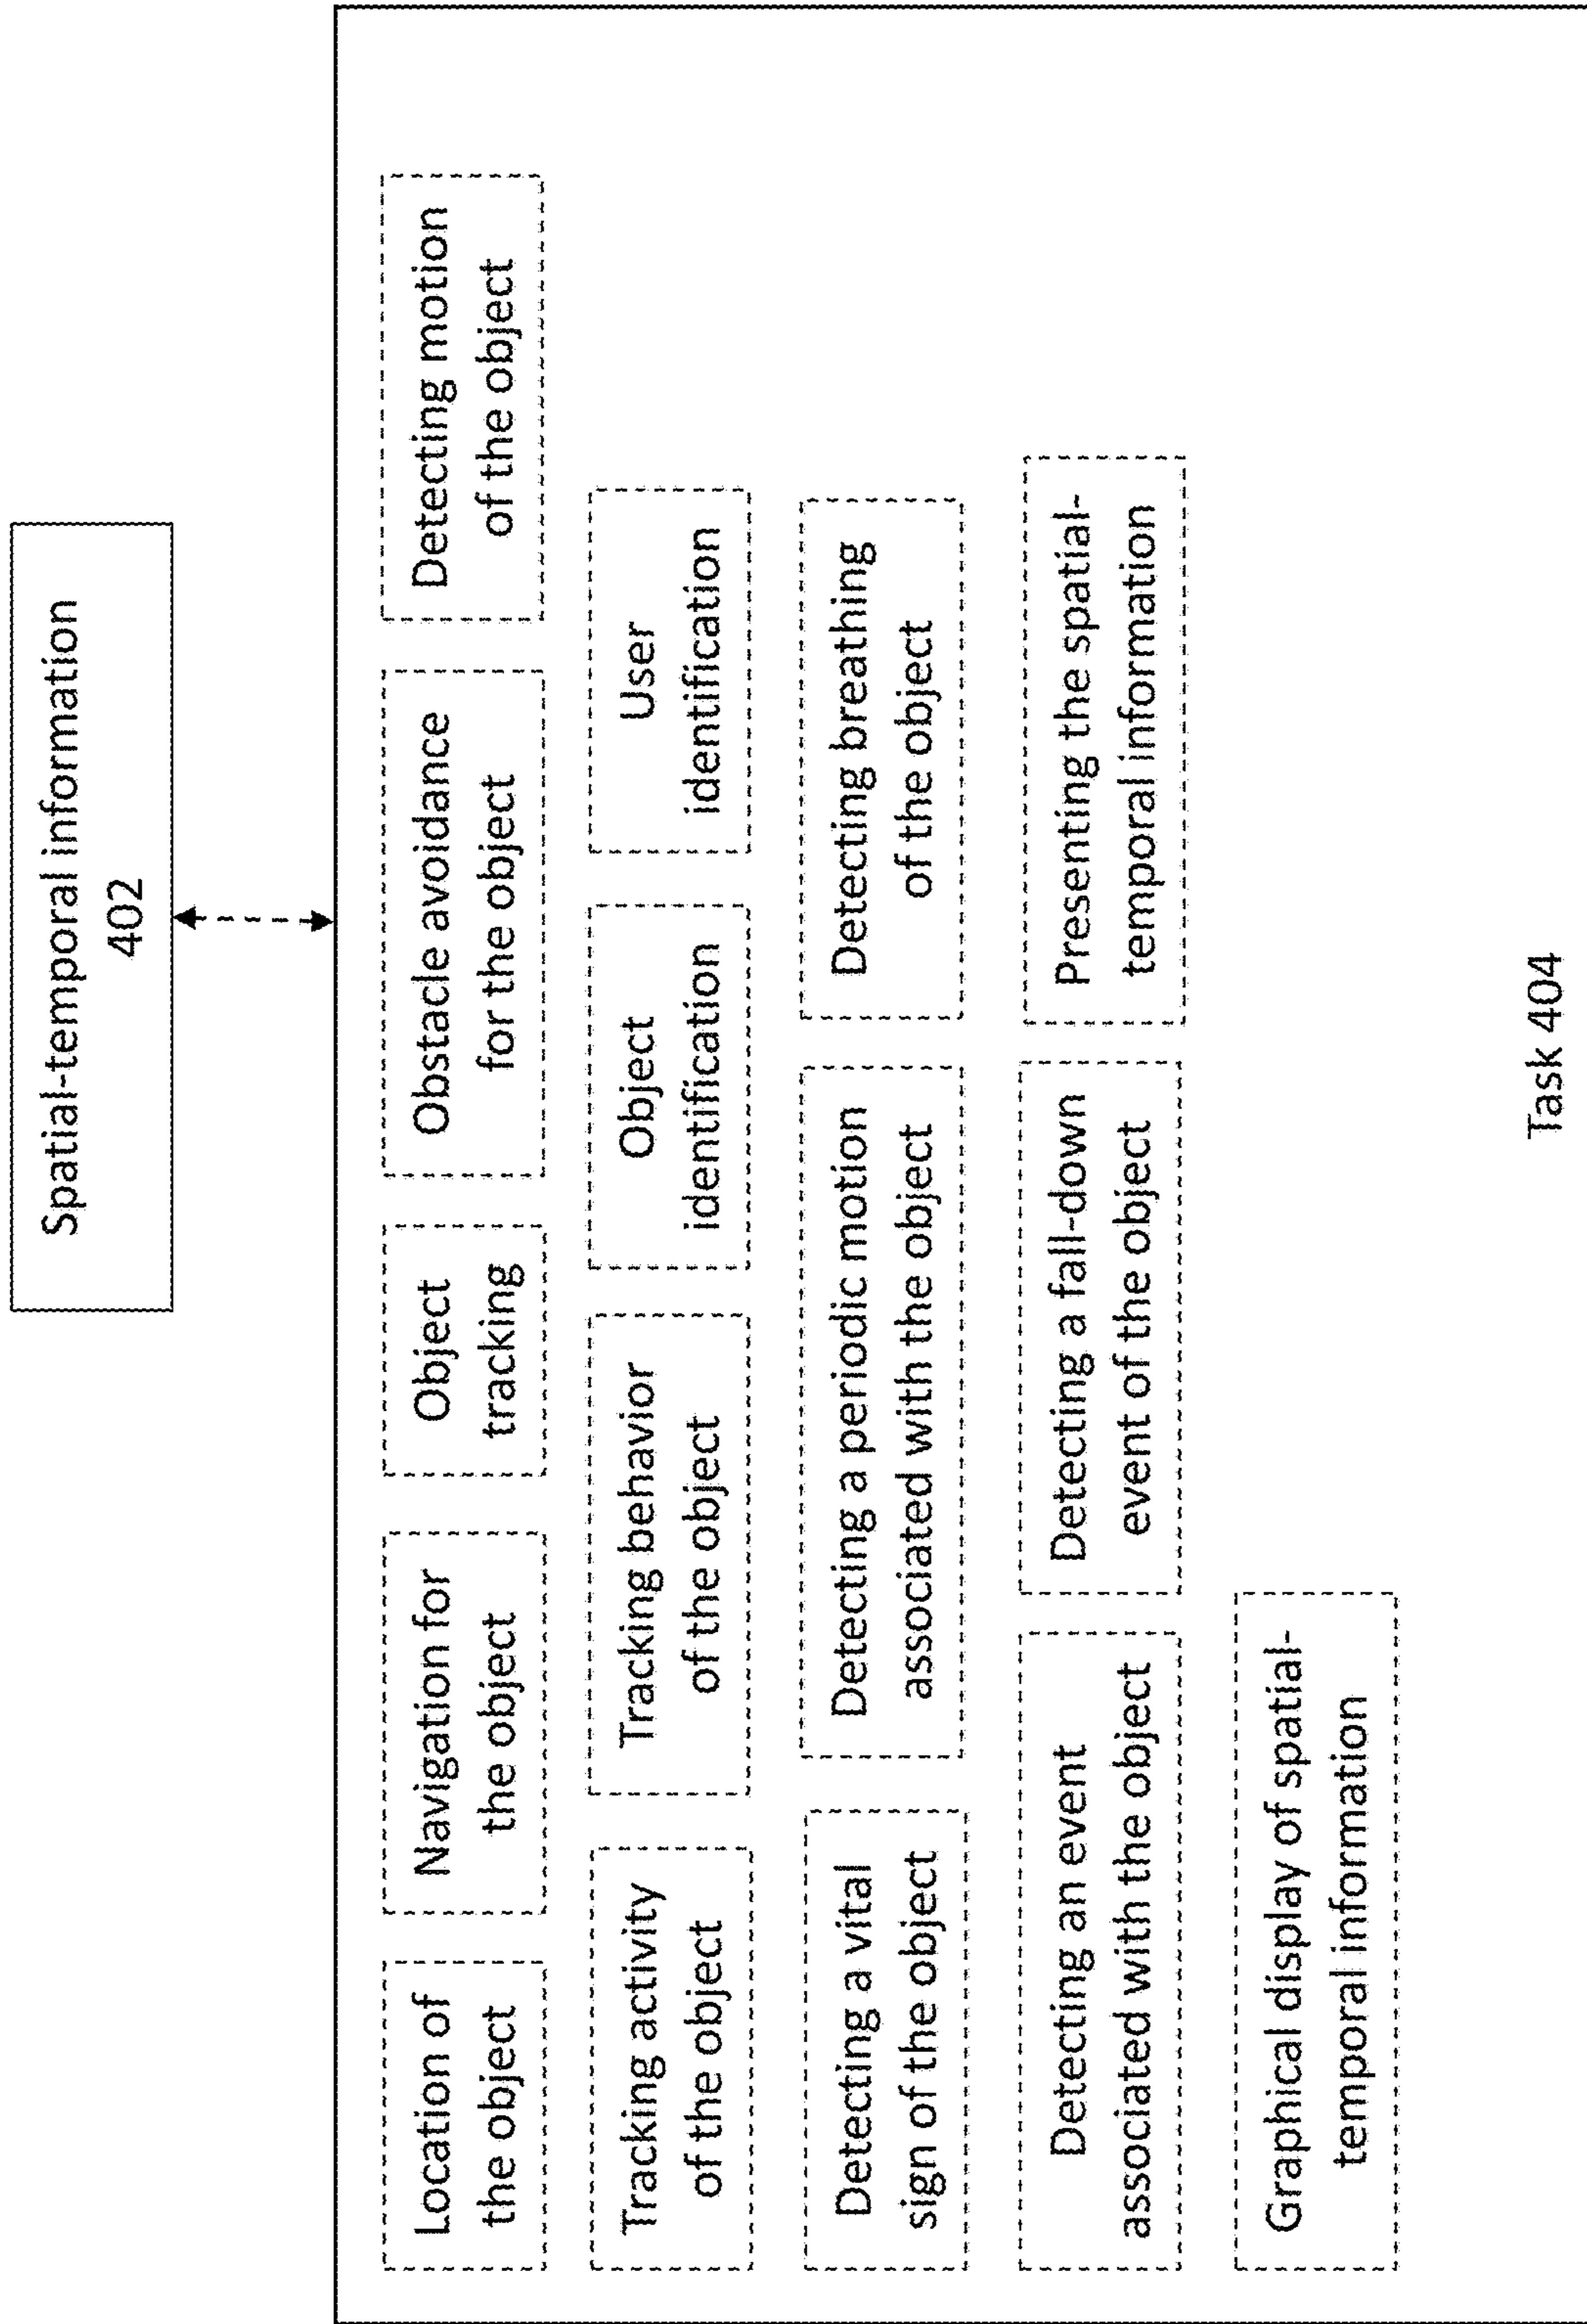 Spatial-temporal information
402
Location of
the object
Navigation for
the object
Object
tracking
Obstacle avoidance
for the object
Detecting motion
of the object
Tracking activity
of the object
Tracking behavior
of the object
Object
identification
User
identification
Detecting a vital
sign of the object
Detecting a periodic motion
associated with the object
Detecting breathing
of the object
Detecting an event
associated with the object
Detecting a fall-down
event of the object
Presenting the spatial-
temporal information
Graphical display of spatial-
temporal information
Task 404